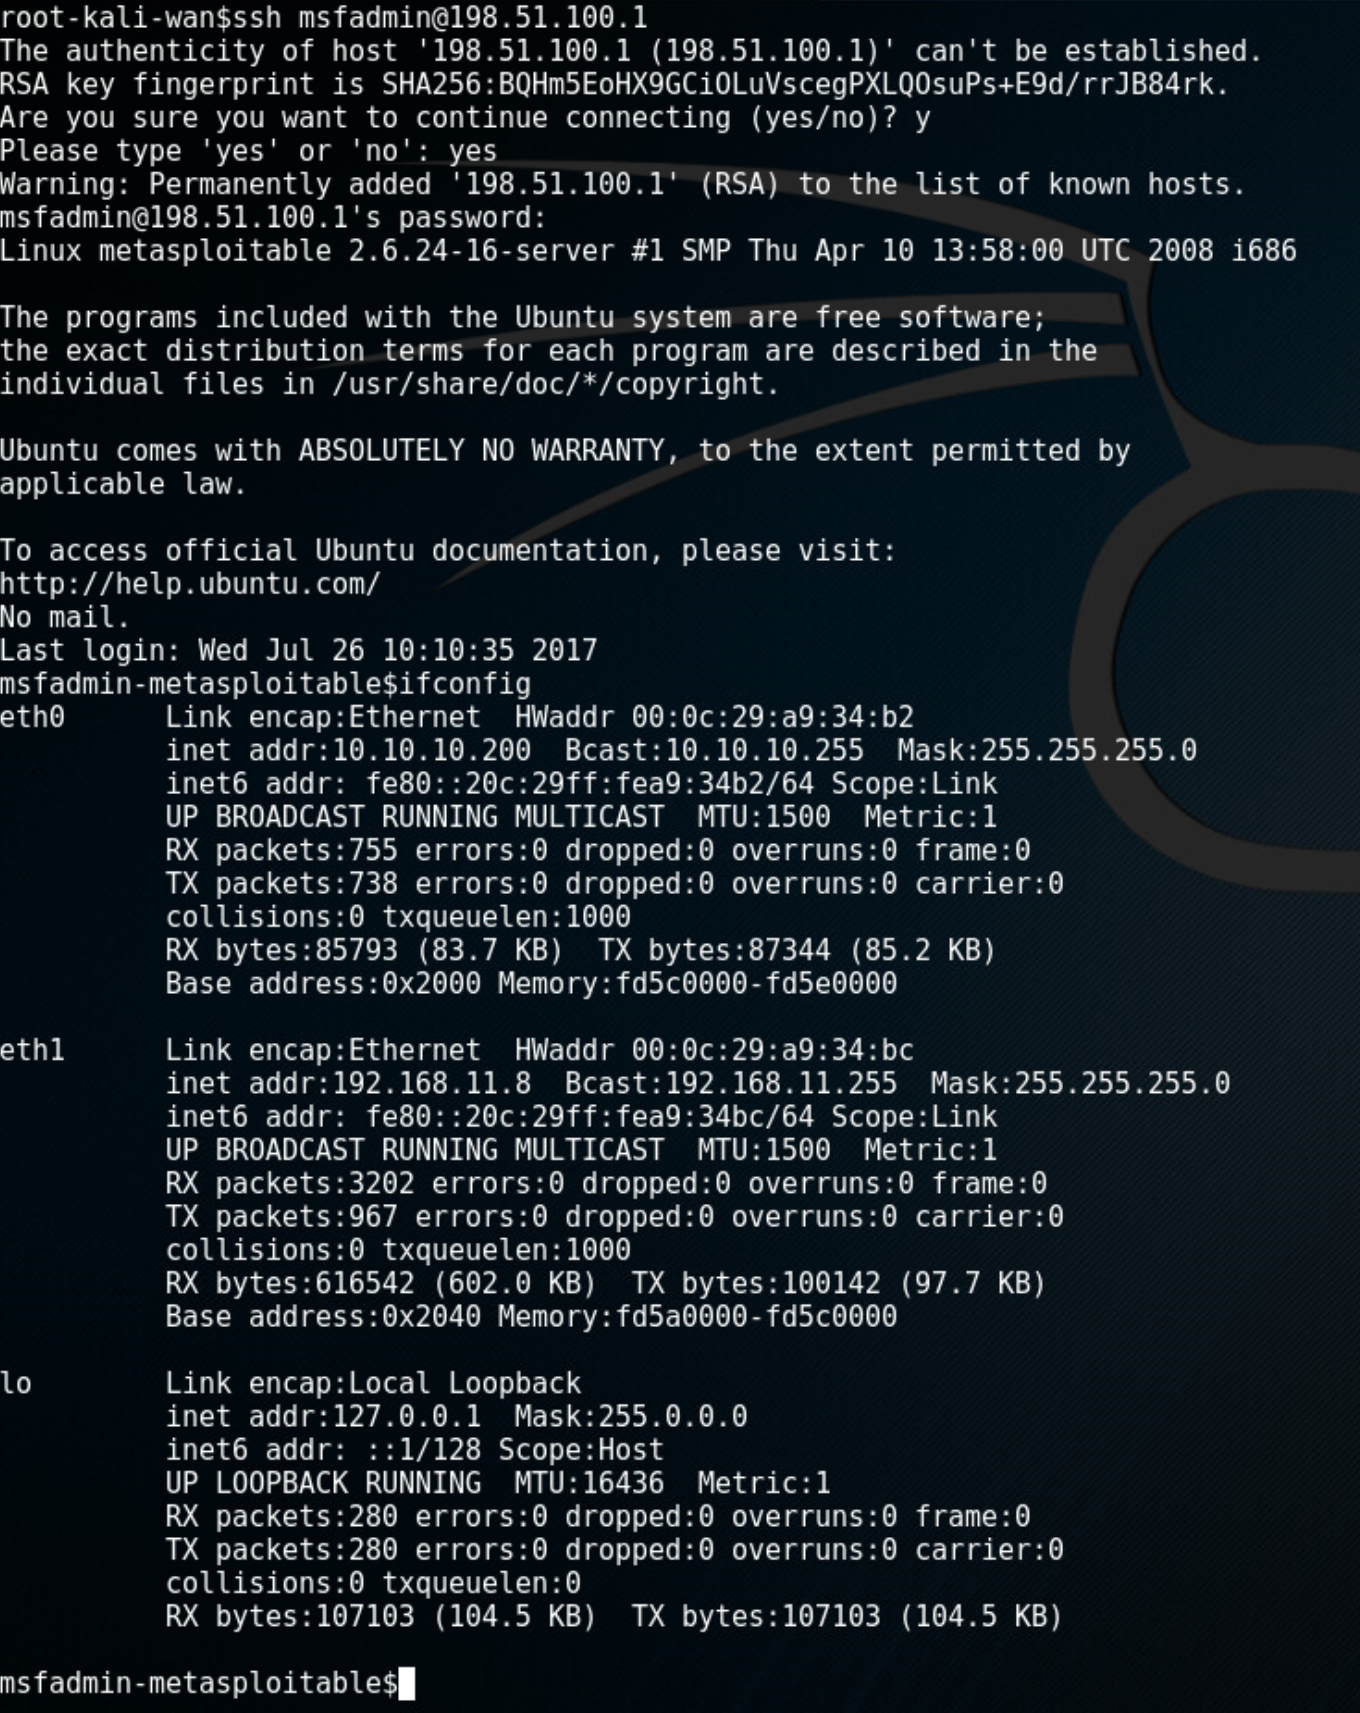 root-kali-wan$ssh msfadmin@198.51.100.1
The authenticity of host '198.51.100.1 (198.51.100.1)' can't be established.
RSA key fingerprint is SHA256:BQHm5EoHX9GCiOLuVscegPXLQOsuPs+E9d/rrJB84rk.
Are you sure you want to continue connecting (yes/no)? y
Please type 'yes' or 'no': yes
Warning: Permanently added '198.51.100.1' (RSA) to the list of known hosts.
msfadmin@198.51.100.1's password:
Linux metasploitable 2.6.24-16-server #1 SMP Thu Apr 10 13:58:00 UTC 2008 i686
The programs included with the Ubuntu system are free software;
the exact distribution terms for each program are described in the
individual files in /usr/share/doc/*/copyright.
Ubuntu comes with ABSOLUTELY NO WARRANTY, to the extent permitted by
applicable law.
To access official Ubuntu documentation, please visit:
http://help.ubuntu.com/
No mail.
Last login: Wed Jul 26 10:10:35 2017
msfadmin-metasploitable$ifconfig
eth0      Link encap:Ethernet  HWaddr 00:0c:29:a9:34:b2
          inet addr:10.10.10.200  Bcast:10.10.10.255  Mask:255.255.255.0
          inet6 addr: fe80::20c:29ff:fea9:34b2/64 Scope:Link
          UP BROADCAST RUNNING MULTICAST  MTU:1500  Metric:1
          RX packets:755 errors:0 dropped:0 overruns:0 frame:0
          TX packets:738 errors:0 dropped:0 overruns:0 carrier:0
          collisions:0 txqueuelen:1000
          RX bytes:85793 (83.7 KB)  TX bytes:87344 (85.2 KB)
          Base address:0x2000 Memory:fd5c0000-fd5e0000
eth1      Link encap:Ethernet  HWaddr 00:0c:29:a9:34:bc
          inet addr:192.168.11.8  Bcast:192.168.11.255  Mask:255.255.255.0
          inet6 addr: fe80::20c:29ff:fea9:34bc/64 Scope:Link
          UP BROADCAST RUNNING MULTICAST  MTU:1500  Metric:1
          RX packets:3202 errors:0 dropped:0 overruns:0 frame:0
          TX packets:967 errors:0 dropped:0 overruns:0 carrier:0
          collisions:0 txqueuelen:1000
          RX bytes:616542 (602.0 KB)  TX bytes:100142 (97.7 KB)
          Base address:0x2040 Memory:fd5a0000-fd5c0000
lo        Link encap:Local Loopback
          inet addr:127.0.0.1  Mask:255.0.0.0
          inet6 addr: ::1/128 Scope:Host
          UP LOOPBACK RUNNING  MTU:16436  Metric:1
          RX packets:280 errors:0 dropped:0 overruns:0 frame:0
          TX packets:280 errors:0 dropped:0 overruns:0 carrier:0
          collisions:0 txqueuelen:0
          RX bytes:107103 (104.5 KB)  TX bytes:107103 (104.5 KB)
msfadmin-metasploitable$